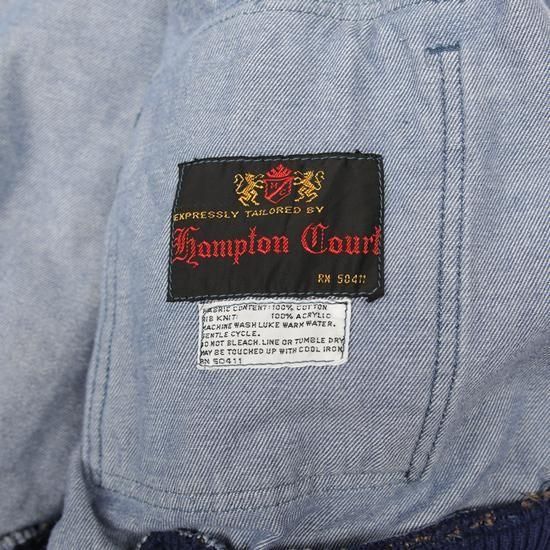 H C
EXPRESSLY TAILORED BY
Hampton Court
RN 50411
FABRIC CONTENT: 100% COTTON
RIB KNIT: 100% ACRYLIC
MACHINE WASH LUKE WARM WATER.
GENTLE CYCLE.
DO NOT BLEACH. LINE OR TUMBLE DRY
MAY BE TOUCHED UP WITH COOL IRON
RN 50411